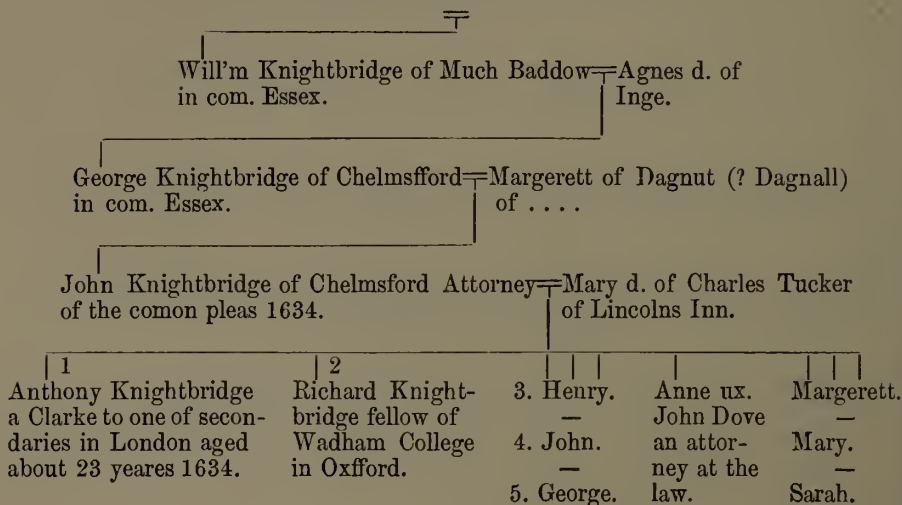 Will'm Knightbridge of Much Baddow=Agnes d. of
in com. Essex. Inge.
George Knightbridge of Chelmsfford=Margerett of Dagnut (? Dagnall)
in com. Essex. of ....
John Knightbridge of Chelmsford Attorney=Mary d. of Charles Tucker
of the comon pleas 1634. of Lincolns Inn.
1
Anthony Knightbridge
a Clarke to one of secon-
daries in London aged
about 23 yeares 1634.
2
Richard Knight-
bridge fellow of
Wadham College
in Oxfford.
3. Henry.
—
4. John.
—
5. George.
Anne ux.
John Dove
an attor-
ney at the
law.
Margerett.
—
Mary.
—
Sarah.